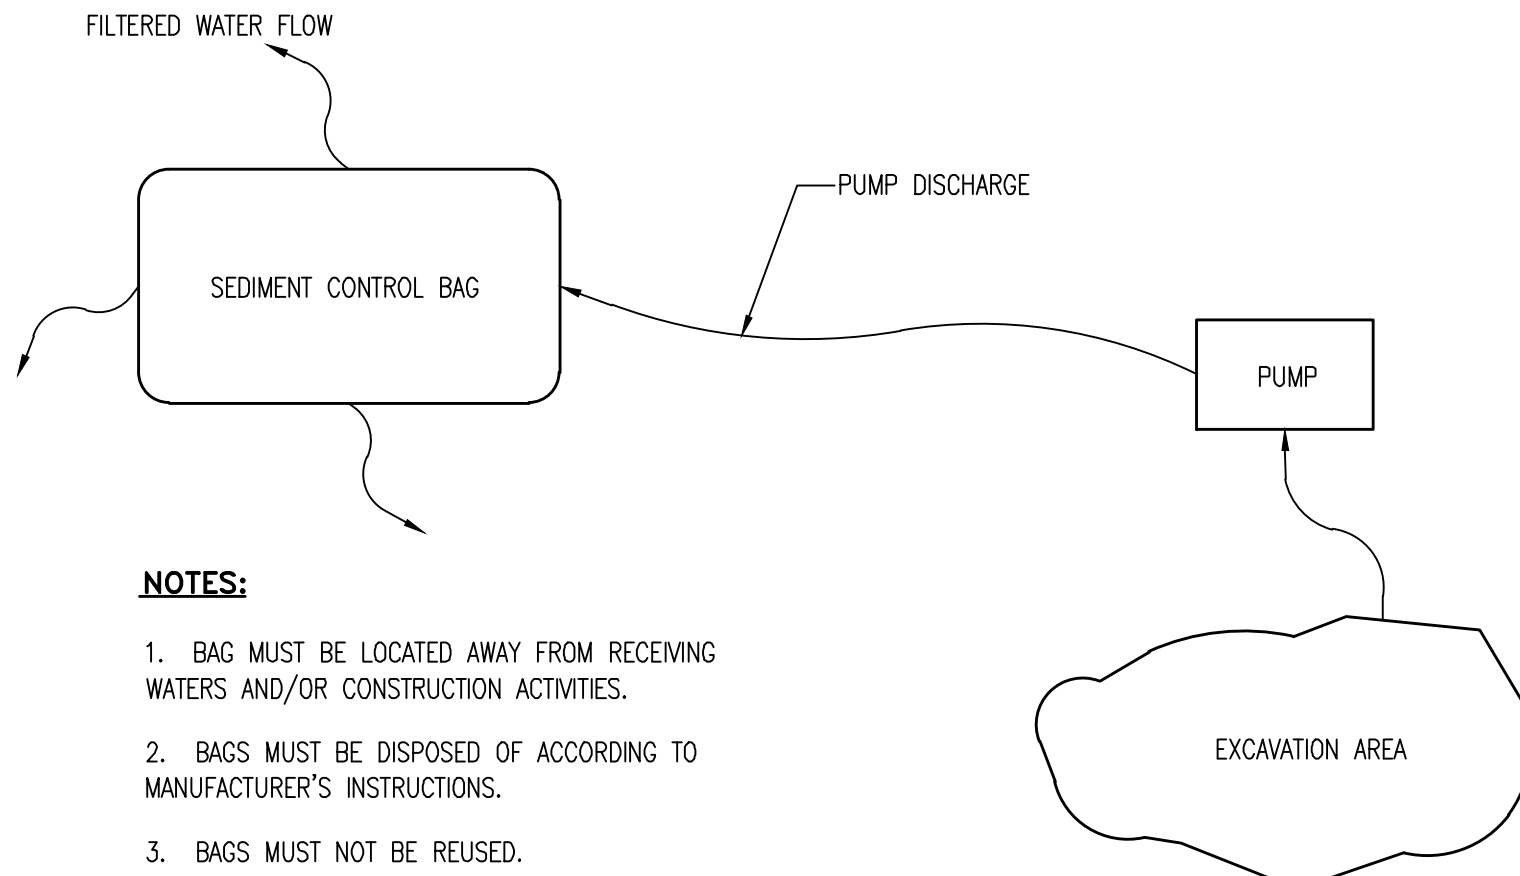 FILTERED WATER FLOW
PUMP DISCHARGE
SEDIMENT CONTROL BAG
PUMP
NOTES:
1. BAG MUST BE LOCATED AWAY FROM RECEIVING
WATERS AND/OR CONSTRUCTION ACTIVITIES.
2. BAGS MUST BE DISPOSED OF ACCORDING TO
MANUFACTURER'S INSTRUCTIONS.
3. BAGS MUST NOT BE REUSED.
EXCAVATION AREA